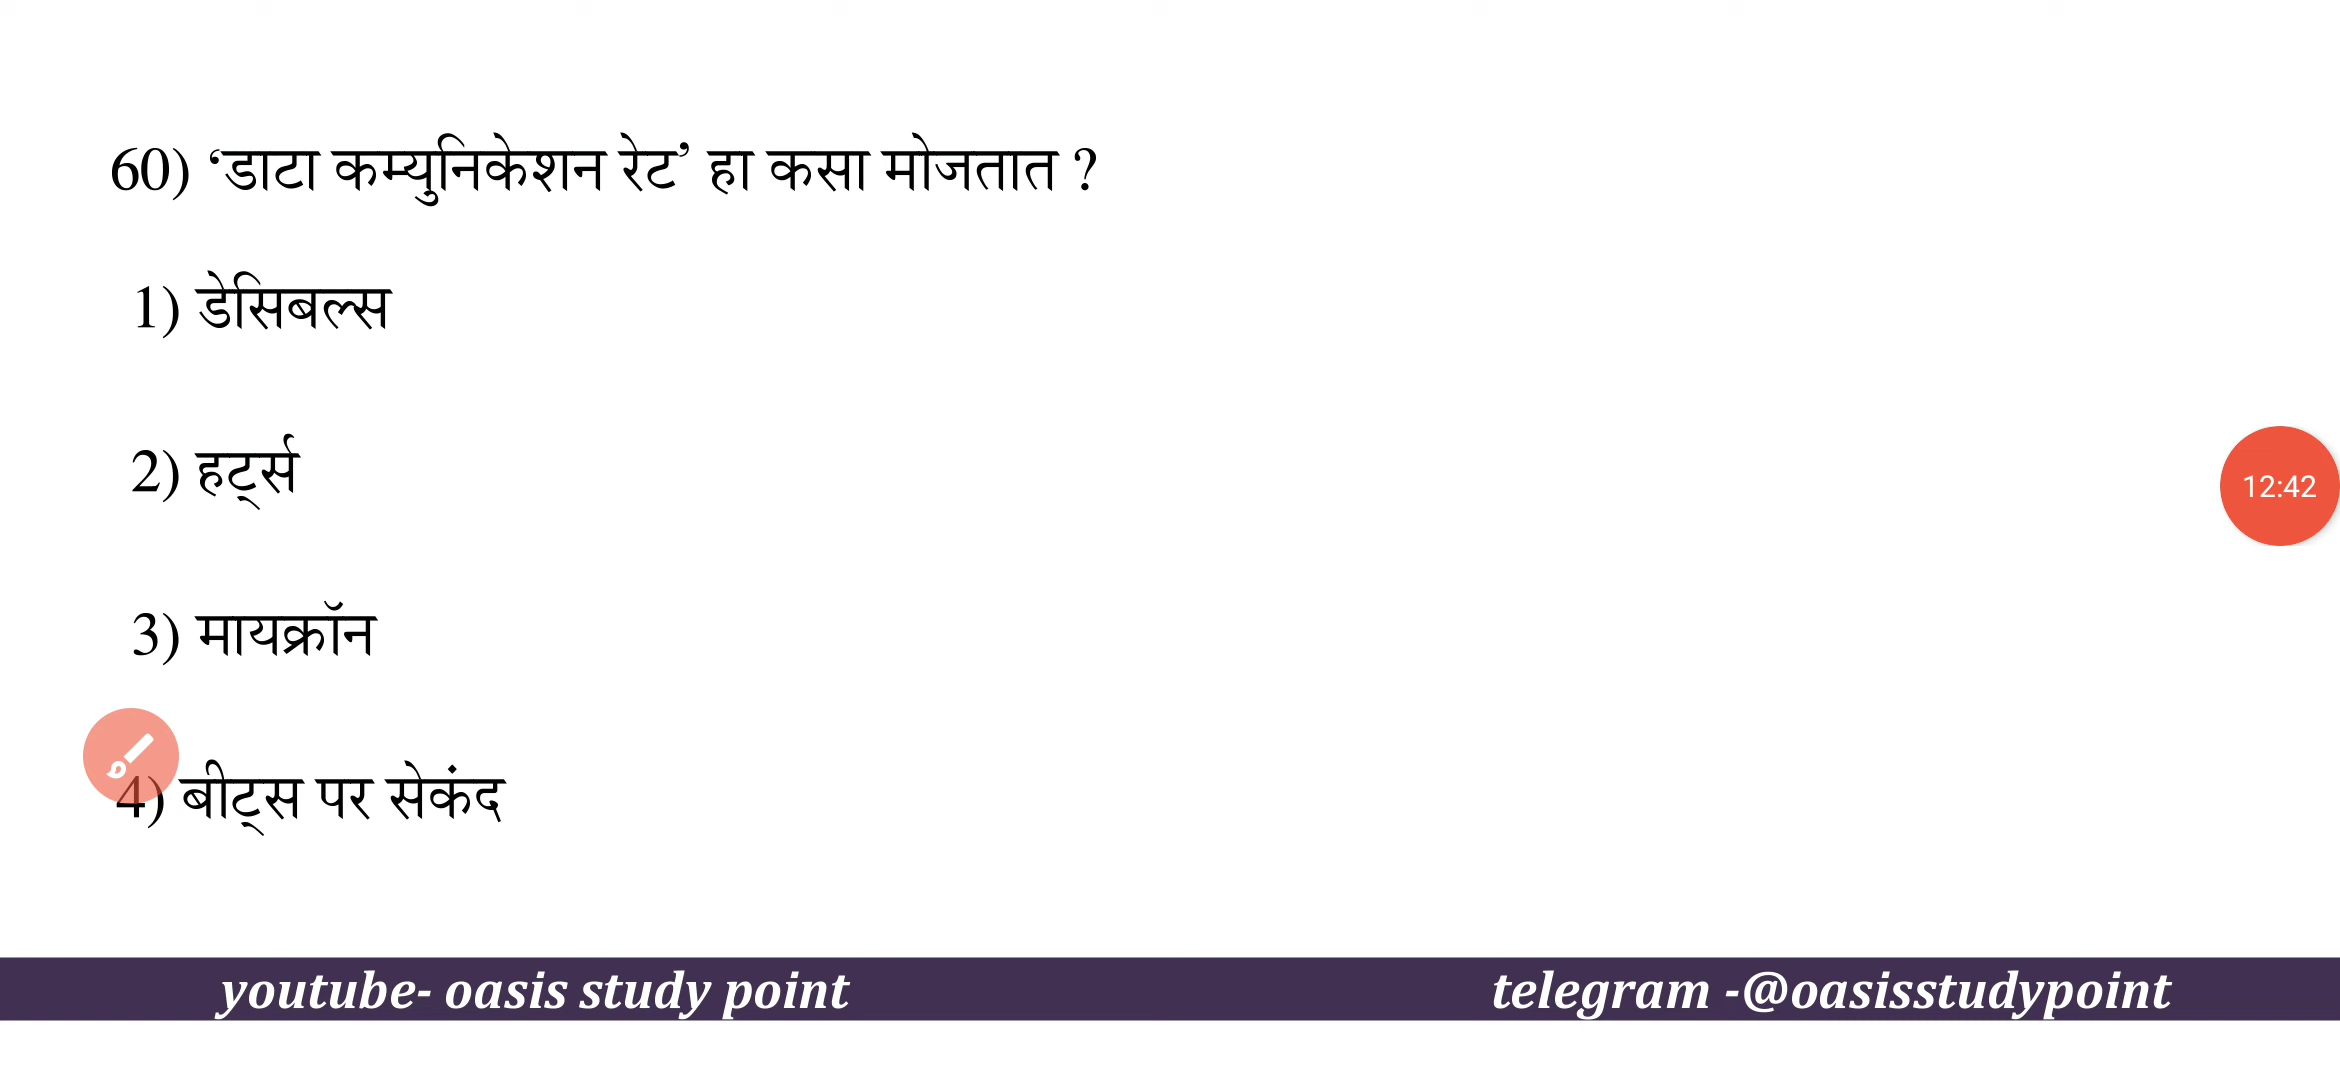 60) ‘डाटा कम्युनिकेशन रेट’ हा कसा मोजतात ?
1) डेसिबल्स
2) हर्ट्स
3) मायक्रॉन
12:42
4) बीट्स पर सेकंद
youtube- oasis study point
telegram -@oasisstudypoint